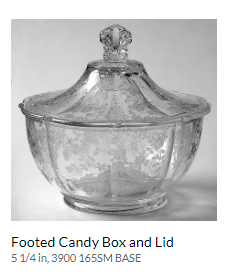 Footed Candy Box and Lid
5 1/4 in, 3900 165SM BASE